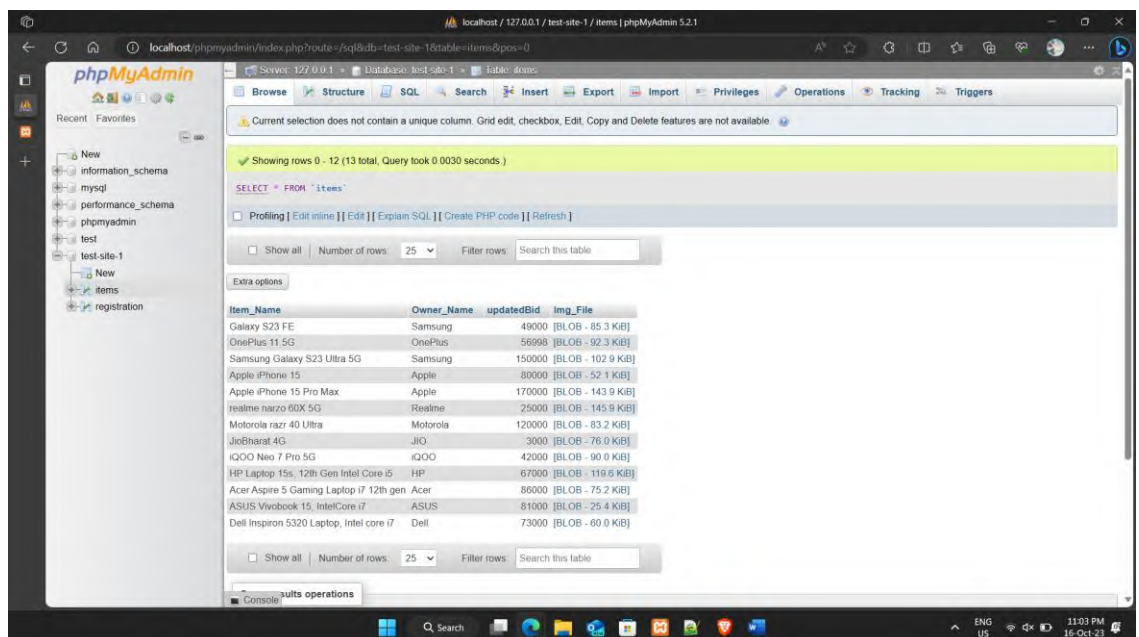 localhost / 127.0.0.1 / test-site-1 / items | phpMyAdmin 5.2.1
localhost/phpmyadmin/index.php?route=/sql&db=test-site-1&table=items&pos=0
phpMyAdmin
Recent Favorites
New
information_schema
mysql
performance_schema
phpmyadmin
test
test-site-1
New
items
registration
Server: 127.0.0.1 » Database: test-site-1 » Table: items
Browse Structure SQL Search Insert Export Import Privileges Operations Tracking Triggers
Current selection does not contain a unique column. Grid edit, checkbox, Edit, Copy and Delete features are not available.
Showing rows 0 - 12 (13 total, Query took 0.0030 seconds.)
SELECT * FROM `items`
Profiling [ Edit inline ] [ Edit ] [ Explain SQL ] [ Create PHP code ] [ Refresh ]
Show all | Number of rows: 25 Filter rows: Search this table
Extra options
Item_Name Owner_Name updatedBid Img_File
Galaxy S23 FE Samsung 49000 [BLOB - 85.3 KiB]
OnePlus 11 5G OnePlus 56998 [BLOB - 92.3 KiB]
Samsung Galaxy S23 Ultra 5G Samsung 150000 [BLOB - 102.9 KiB]
Apple iPhone 15 Apple 80000 [BLOB - 52.1 KiB]
Apple iPhone 15 Pro Max Apple 170000 [BLOB - 143.9 KiB]
realme narzo 60X 5G Realme 25000 [BLOB - 145.9 KiB]
Motorola razr 40 Ultra Motorola 120000 [BLOB - 83.2 KiB]
JioBharat 4G JIO 3000 [BLOB - 76.0 KiB]
iQOO Neo 7 Pro 5G iQOO 42000 [BLOB - 90.0 KiB]
HP Laptop 15s, 12th Gen Intel Core i5 HP 67000 [BLOB - 119.6 KiB]
Acer Aspire 5 Gaming Laptop i7 12th gen Acer 86000 [BLOB - 75.2 KiB]
ASUS Vivobook 15, IntelCore i7 ASUS 81000 [BLOB - 25.4 KiB]
Dell Inspiron 5320 Laptop, Intel core i7 Dell 73000 [BLOB - 60.0 KiB]
Show all | Number of rows: 25 Filter rows: Search this table
operations
Console
Search
ENG
US
11:03 PM
16-Oct-23